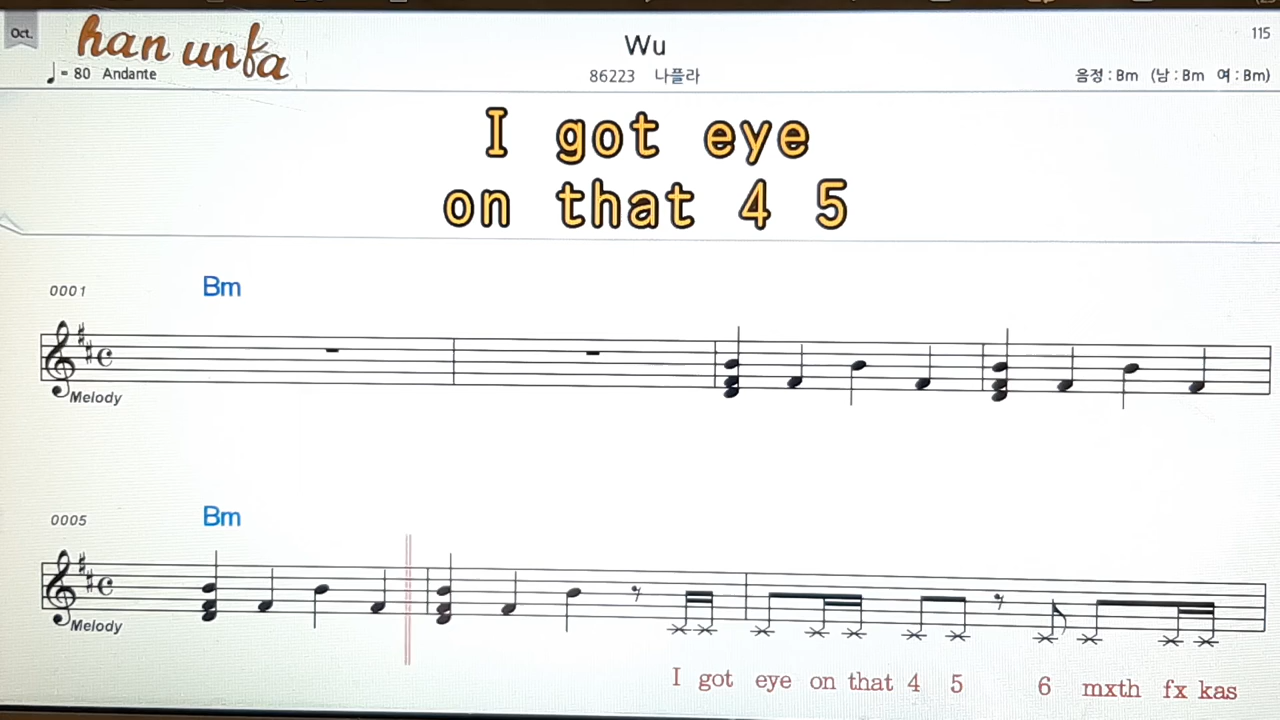 Oct.
han unfa
= 80 Andante
Wu
86223 나플라
115
음정 : Bm (남 : Bm 여 : Bm)
I got eye
on that 4 5
0001
Bm
Melody
0005
Bm
Melody
I got eye on that 4 5 6 mxth fx kas